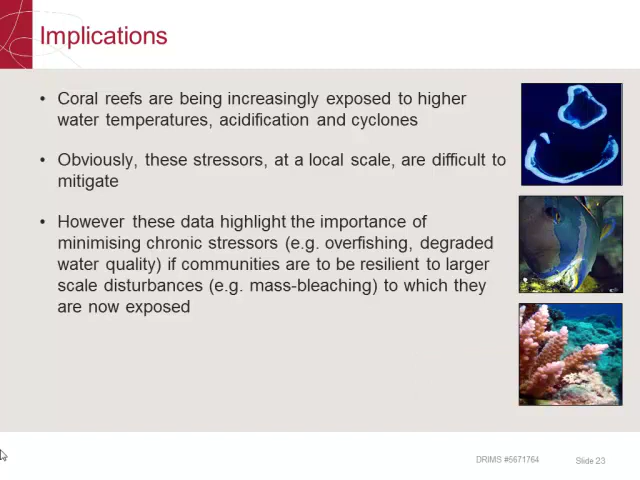 Implications
• Coral reefs are being increasingly exposed to higher
water temperatures, acidification and cyclones
• Obviously, these stressors, at a local scale, are difficult to
mitigate
• However these data highlight the importance of
minimising chronic stressors (e.g. overfishing, degraded
water quality) if communities are to be resilient to larger
scale disturbances (e.g. mass-bleaching) to which they
are now exposed
DRIMS #5671764
Slide 23